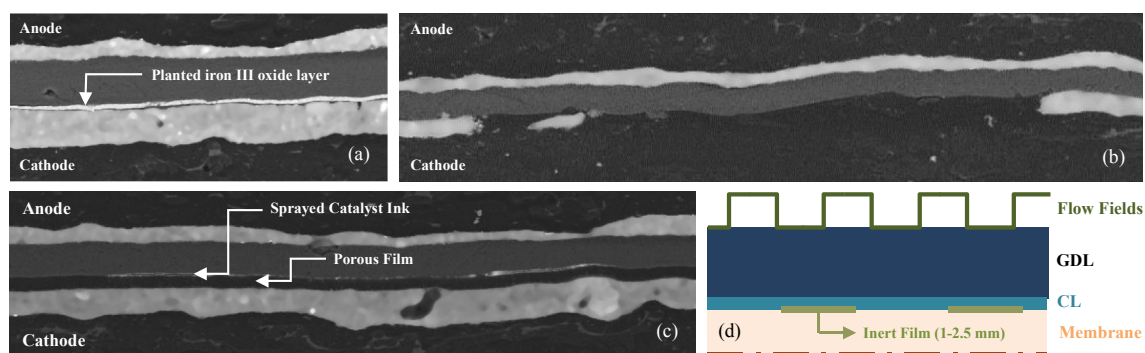 Anode
Planted iron III oxide layer
Cathode
(a)
Anode
Cathode
(b)
Anode
Sprayed Catalyst Ink
Porous Film
Cathode
(c)
Flow Fields
GDL
CL
Inert Film (1-2.5 mm)
Membrane
(d)